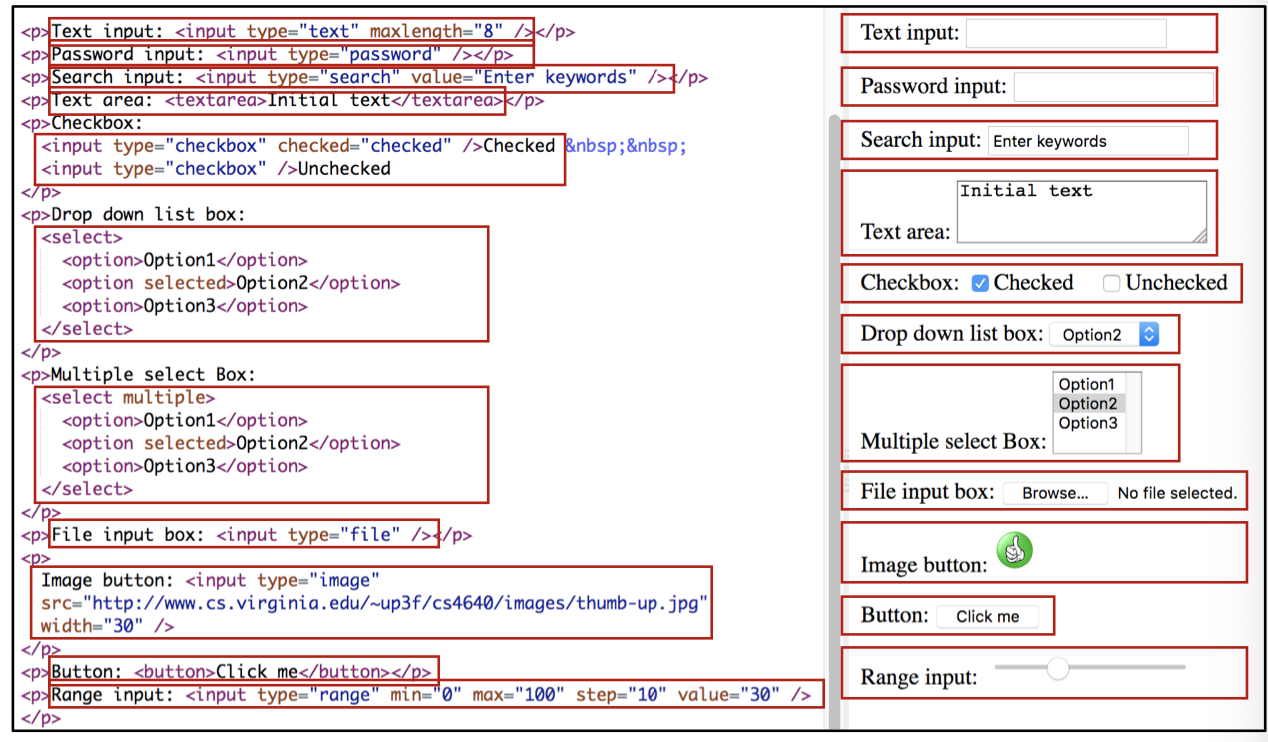 <p>Text input: <input type="text" maxlength="8" /></p>
<p>Password input: <input type="password" /></p>
<p>Search input: <input type="search" value="Enter keywords" /></p>
<p>Text area: <textarea>Initial text</textarea></p>
<p>Checkbox:
<input type="checkbox" checked="checked" />Checked &nbsp;&nbsp;
<input type="checkbox" />Unchecked
</p>
<p>Drop down list box:
<select>
<option>Option1</option>
<option selected>Option2</option>
<option>Option3</option>
</select>
</p>
<p>Multiple select Box:
<select multiple>
<option>Option1</option>
<option selected>Option2</option>
<option>Option3</option>
</select>
</p>
<p>File input box: <input type="file" /></p>
<p>
Image button: <input type="image"
src="http://www.cs.virginia.edu/~up3f/cs4640/images/thumb-up.jpg"
width="30" />
</p>
<p>Button: <button>Click me</button></p>
<p>Range input: <input type="range" min="0" max="100" step="10" value="30" />
</p>
Text input:
Password input:
Search input: Enter keywords
Initial text
Text area:
Checkbox: Checked Unchecked
Drop down list box: Option2
Option1
Option2
Option3
Multiple select Box:
File input box: Browse... No file selected.
Image button:
Button: Click me
Range input: